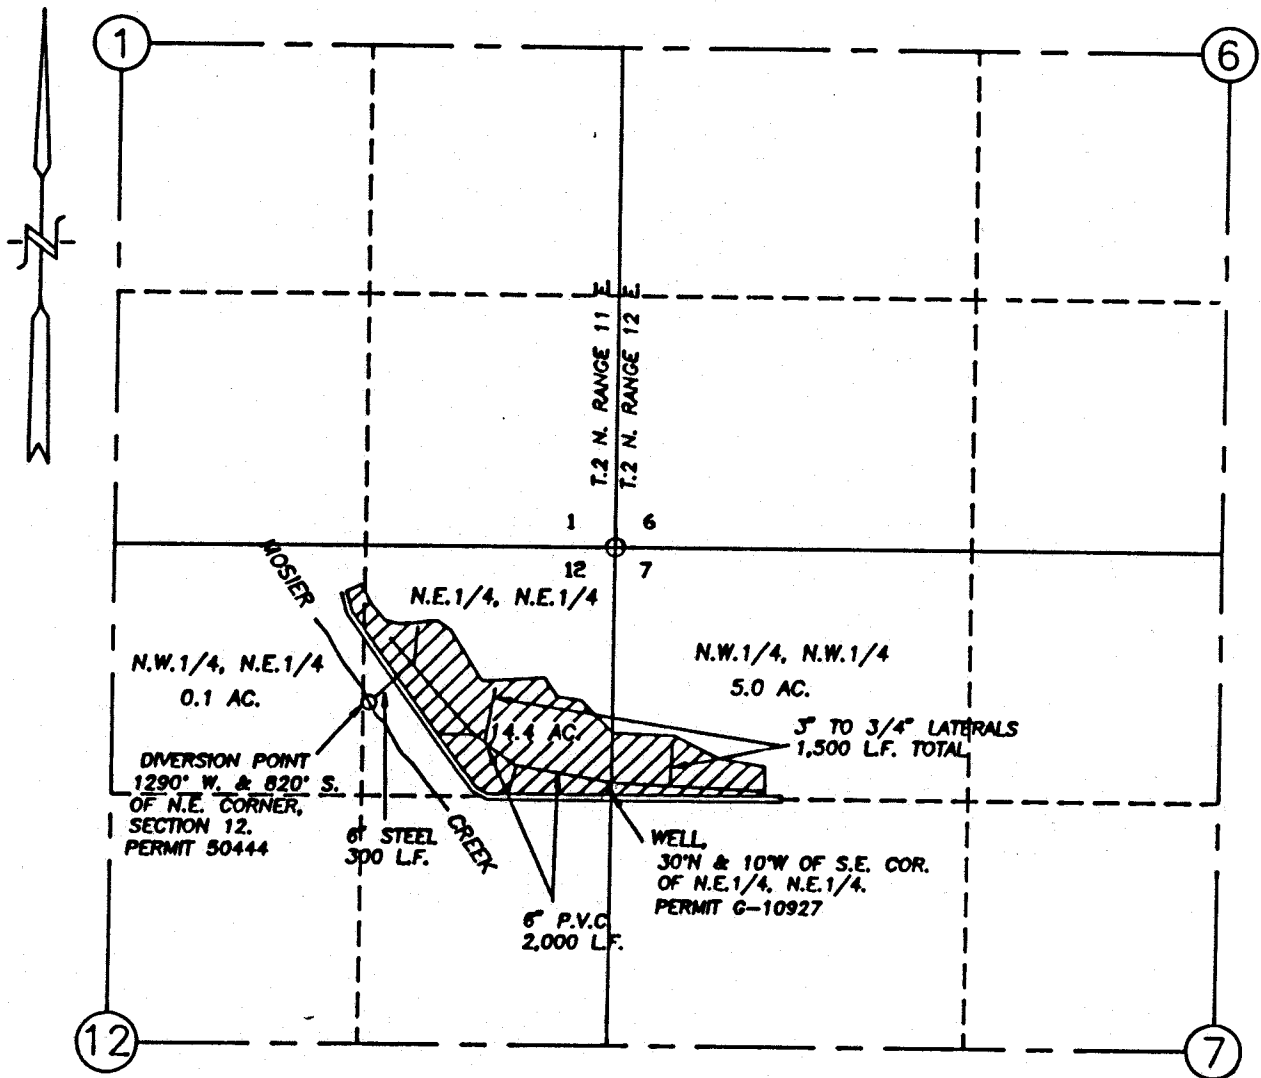 1
6
N
T.2 N. RANGE 11 E.
T.2 N. RANGE 12 E.
1 6
12 7
MOSIER
CREEK
N.E.1/4, N.E.1/4
N.W.1/4, N.E.1/4
0.1 AC.
N.W.1/4, N.W.1/4
5.0 AC.
14.4 AC.
3" TO 3/4" LATERALS
1,500 L.F. TOTAL
DIVERSION POINT
1290' W. & 820' S.
OF N.E. CORNER,
SECTION 12.
PERMIT 50444
6" STEEL
300 L.F.
WELL,
30'N & 10'W OF S.E. COR.
OF N.E.1/4, N.E.1/4.
PERMIT G-10927
6" P.V.C.
2,000 L.F.
12
7